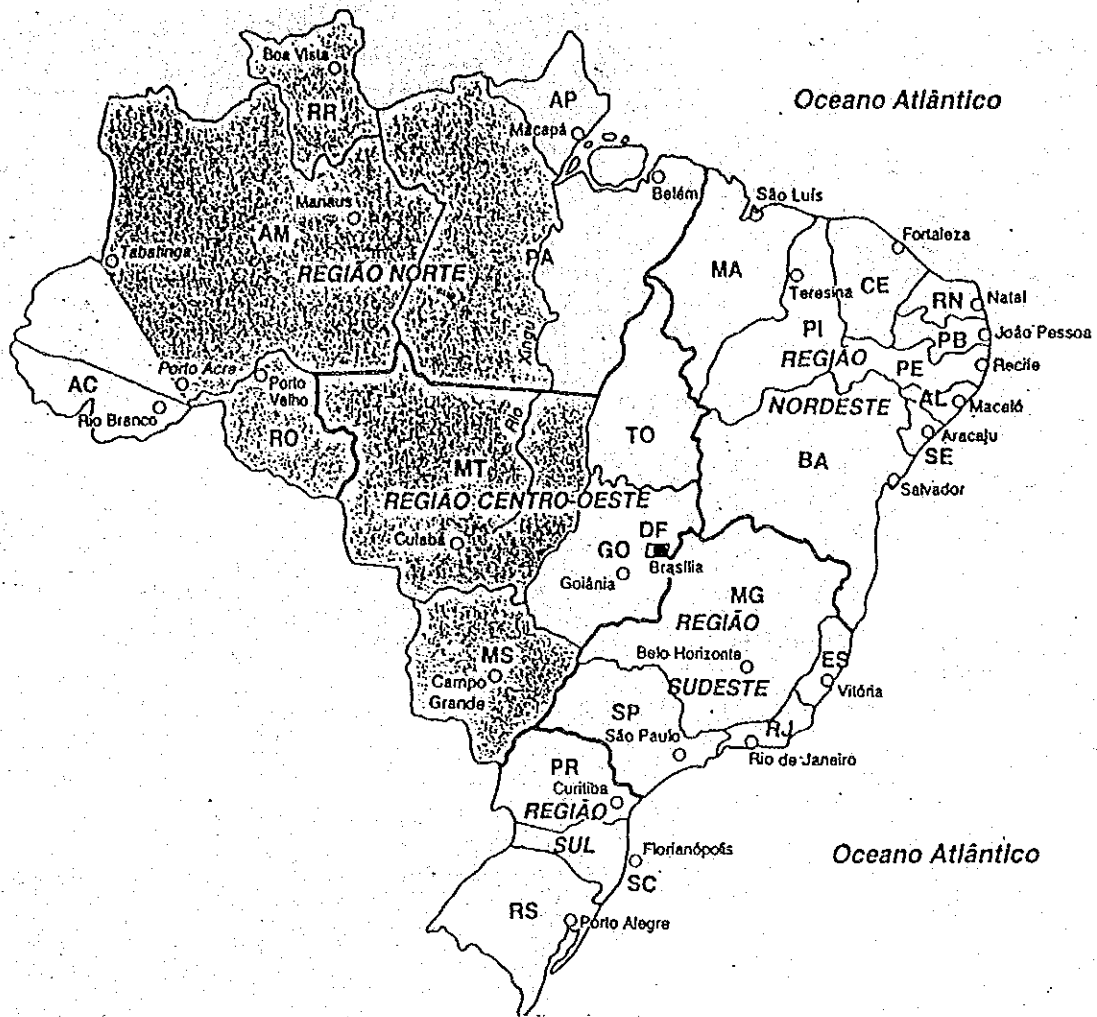 Boa Vista
RR
AP
Macapá
Oceano Atlântico
Belém
São Luís
Manaus
AM
Tabatinga
REGIÃO NORTE
PA
MA
Fortaleza
CE
Teresina
RN
Natal
PI
PB
João Pessoa
REGIÃO
PE
Recife
Xingu
Rio
AC
Porto Acre
Porto
Velho
Rio Branco
RO
NORDESTE
AL
Maceló
Aracaju
SE
TO
BA
MT
Salvador
REGIÃO CENTRO-OESTE
Cuiabá
DF
GO
Brasília
Goiânia
MG
REGIÃO
MS
Belo Horizonte
ES
Campo
Grande
SUDESTE
Vitória
SP
São Paulo
RJ
Rio de Janeiro
PR
Curitiba
REGIÃO
SUL
Florianópolis
Oceano Atlântico
SC
RS
Porto Alegre